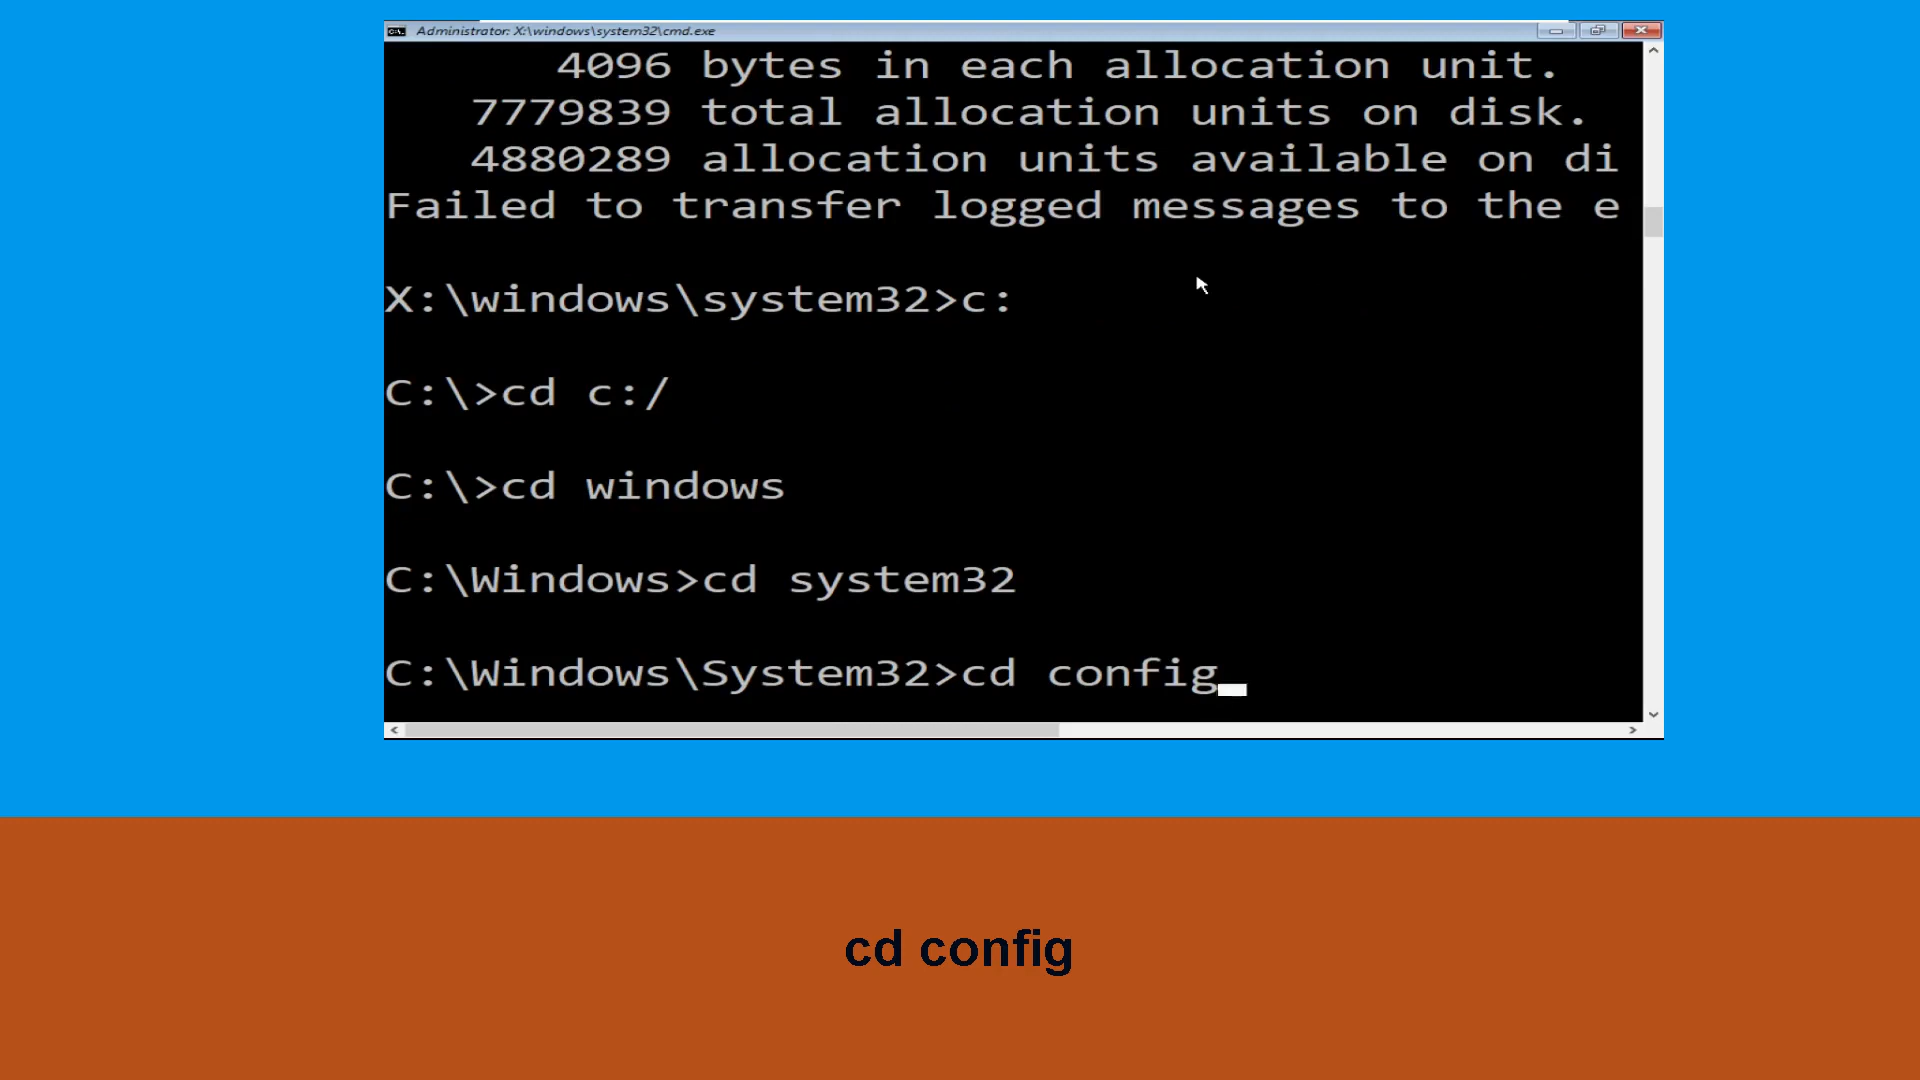 Administrator: X:\windows\system32\cmd.exe
4096 bytes in each allocation unit.
7779839 total allocation units on disk.
4880289 allocation units available on di
Failed to transfer logged messages to the e
X:\windows\system32>c:
C:\>cd c:/
C:\>cd windows
C:\Windows>cd system32
C:\Windows\System32>cd config
cd config